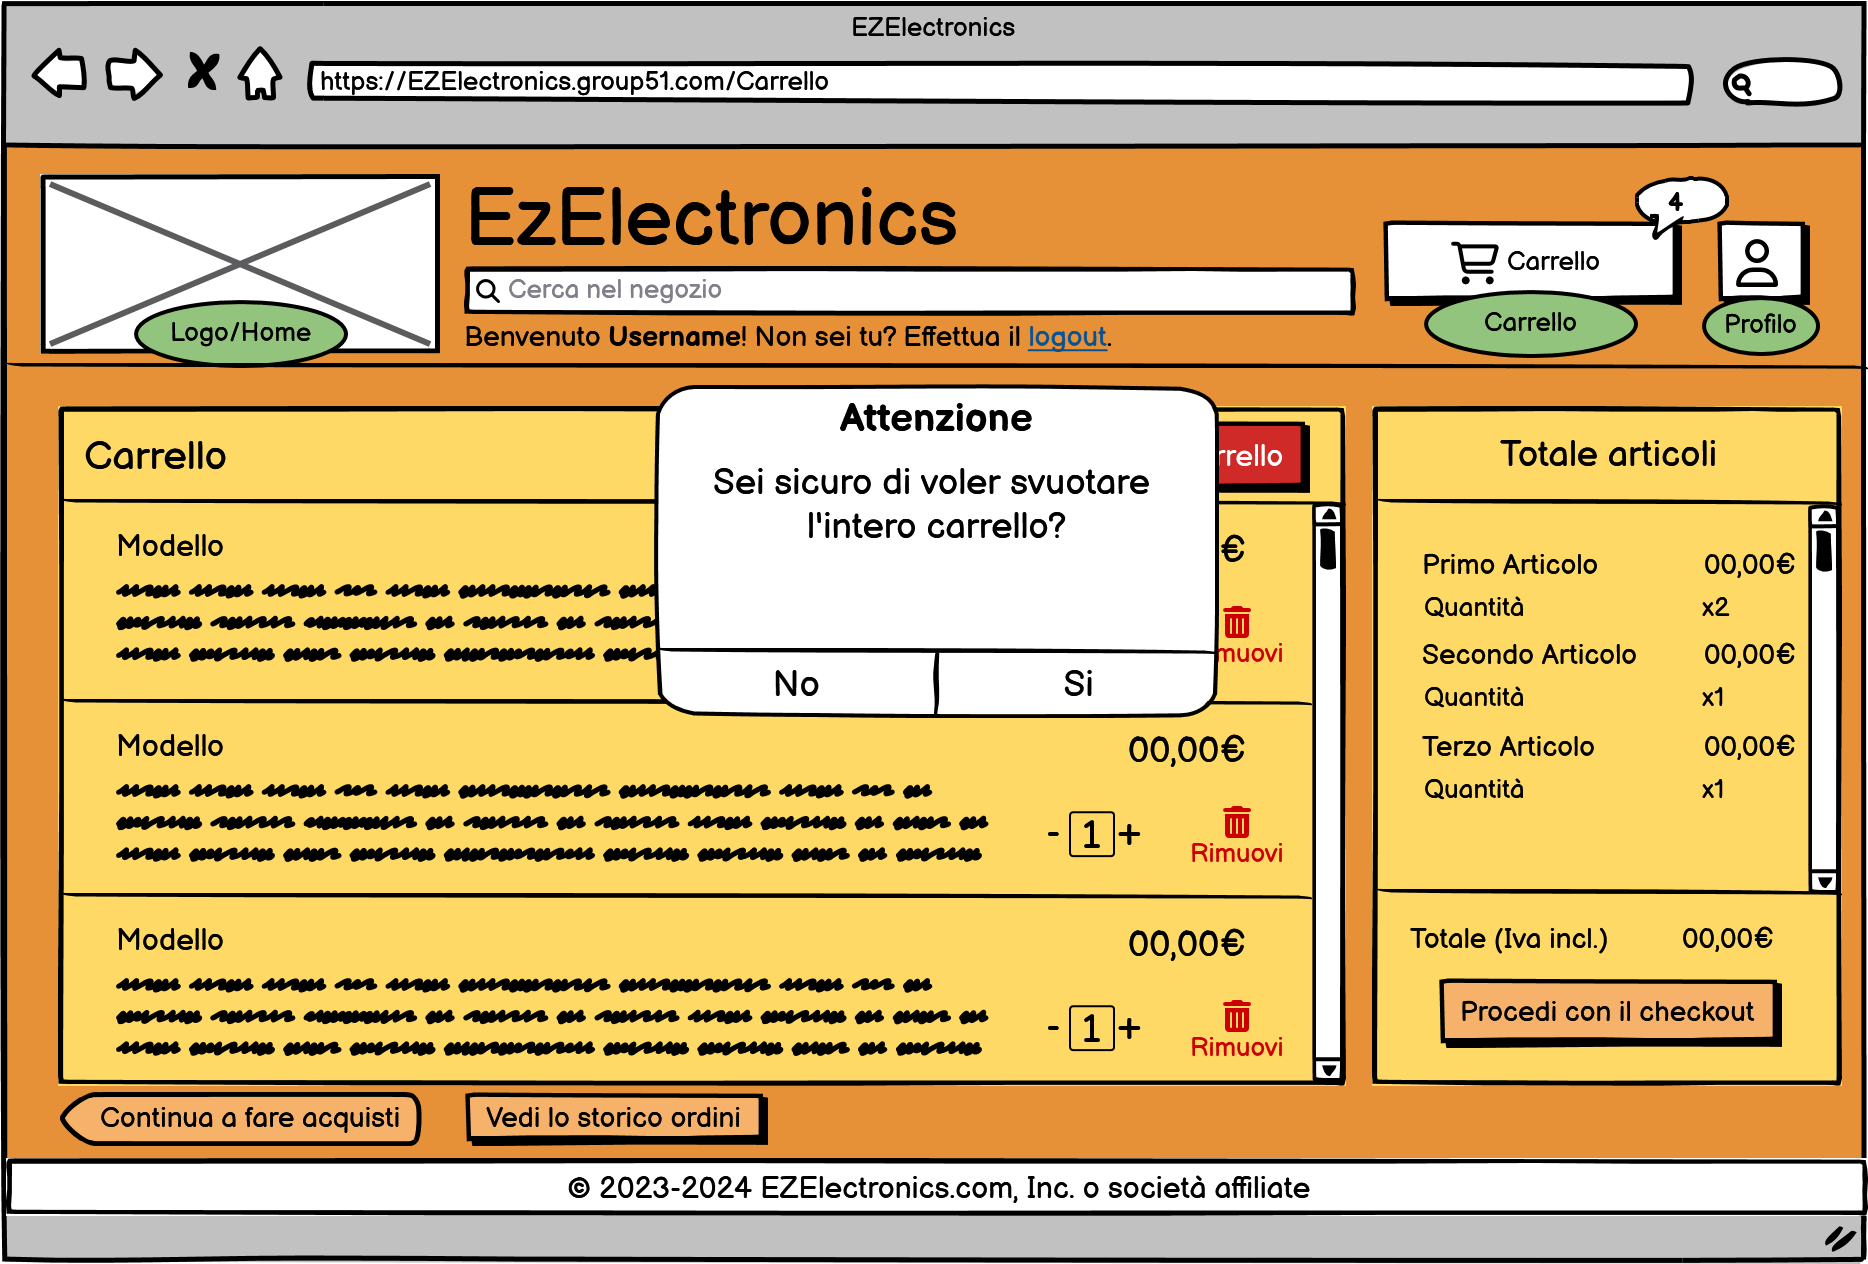 EZElectronics
https://EZElectronics.group51.com/Carrello
EzElectronics
4
Carrello
Cerca nel negozio
Logo/Home
Carrello
Profilo
Benvenuto Username! Non sei tu? Effettua il logout.
Attenzione
Sei sicuro di voler svuotare
l'intero carrello?
No
Si
Carrello
rrello
Modello
€
muovi
Modello
00,00€
- 1 +
Rimuovi
Modello
00,00€
- 1 +
Rimuovi
Totale articoli
Primo Articolo 00,00€
Quantità x2
Secondo Articolo 00,00€
Quantità x1
Terzo Articolo 00,00€
Quantità x1
Totale (Iva incl.) 00,00€
Procedi con il checkout
Continua a fare acquisti
Vedi lo storico ordini
© 2023-2024 EZElectronics.com, Inc. o società affiliate